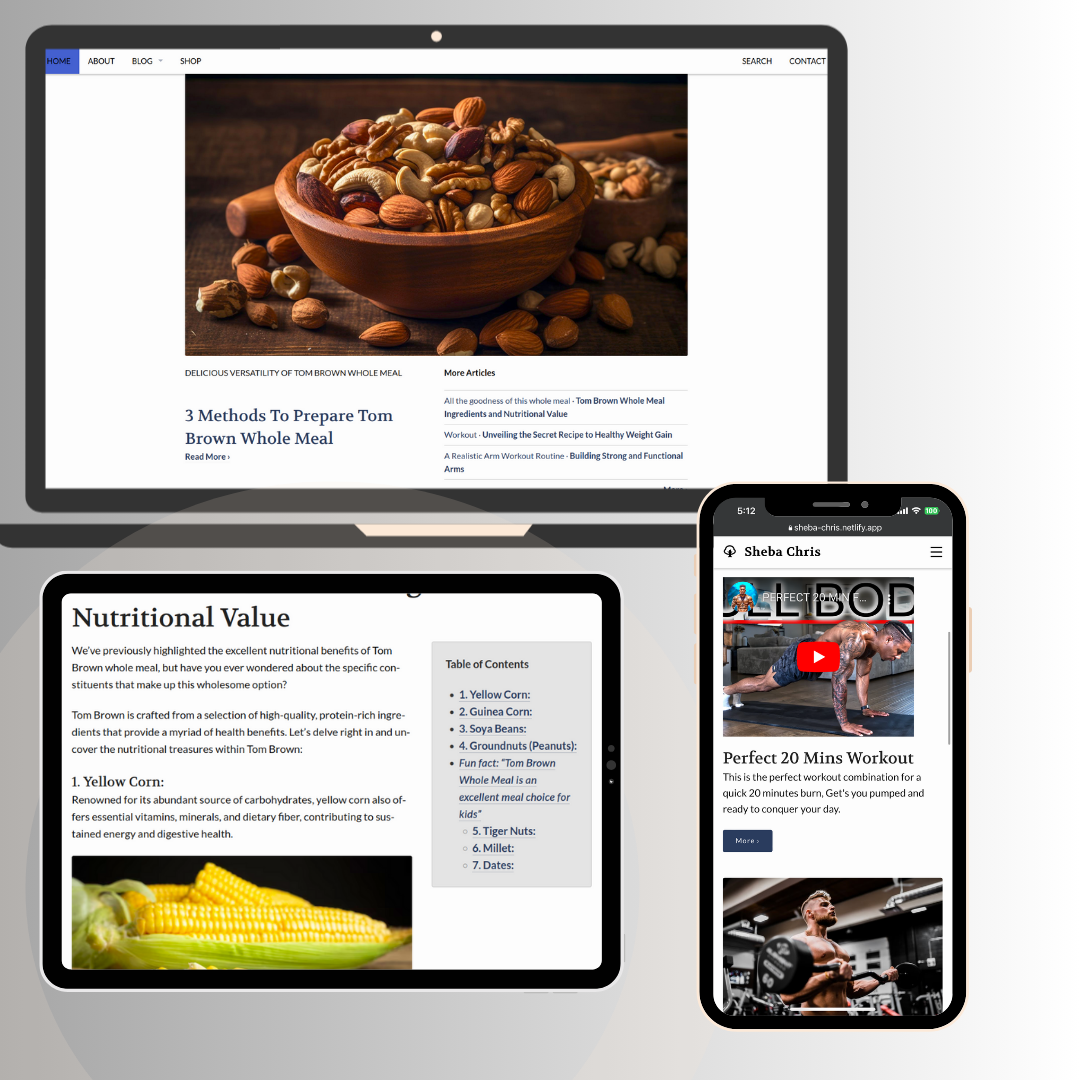 HOME ABOUT BLOG SHOP SEARCH CONTACT
DELICIOUS VERSATILITY OF TOM BROWN WHOLE MEAL
3 Methods To Prepare Tom
Brown Whole Meal
Read More ›
More Articles
All the goodness of this whole meal - Tom Brown Whole Meal
Ingredients and Nutritional Value
Workout - Unveiling the Secret Recipe to Healthy Weight Gain
A Realistic Arm Workout Routine - Building Strong and Functional
Arms
Nutritional Value
We've previously highlighted the excellent nutritional benefits of Tom
Brown whole meal, but have you ever wondered about the specific con-
stituents that make up this wholesome option?
Tom Brown is crafted from a selection of high-quality, protein-rich ingre-
dients that provide a myriad of health benefits. Let's delve right in and un-
cover the nutritional treasures within Tom Brown:
1. Yellow Corn:
Renowned for its abundant source of carbohydrates, yellow corn also of-
fers essential vitamins, minerals, and dietary fiber, contributing to sus-
tained energy and digestive health.
Table of Contents
• 1. Yellow Corn:
• 2. Guinea Corn:
• 3. Soya Beans:
• 4. Groundnuts (Peanuts):
• Fun fact: "Tom Brown
Whole Meal is an
excellent meal choice for
kids"
○ 5. Tiger Nuts:
○ 6. Millet:
○ 7. Dates:
5:12 100
sheba-chris.netlify.app
Sheba Chris
PERFECT 20 MIN F...
Perfect 20 Mins Workout
This is the perfect workout combination for a
quick 20 minutes burn, Get's you pumped and
ready to conquer your day.
More ›